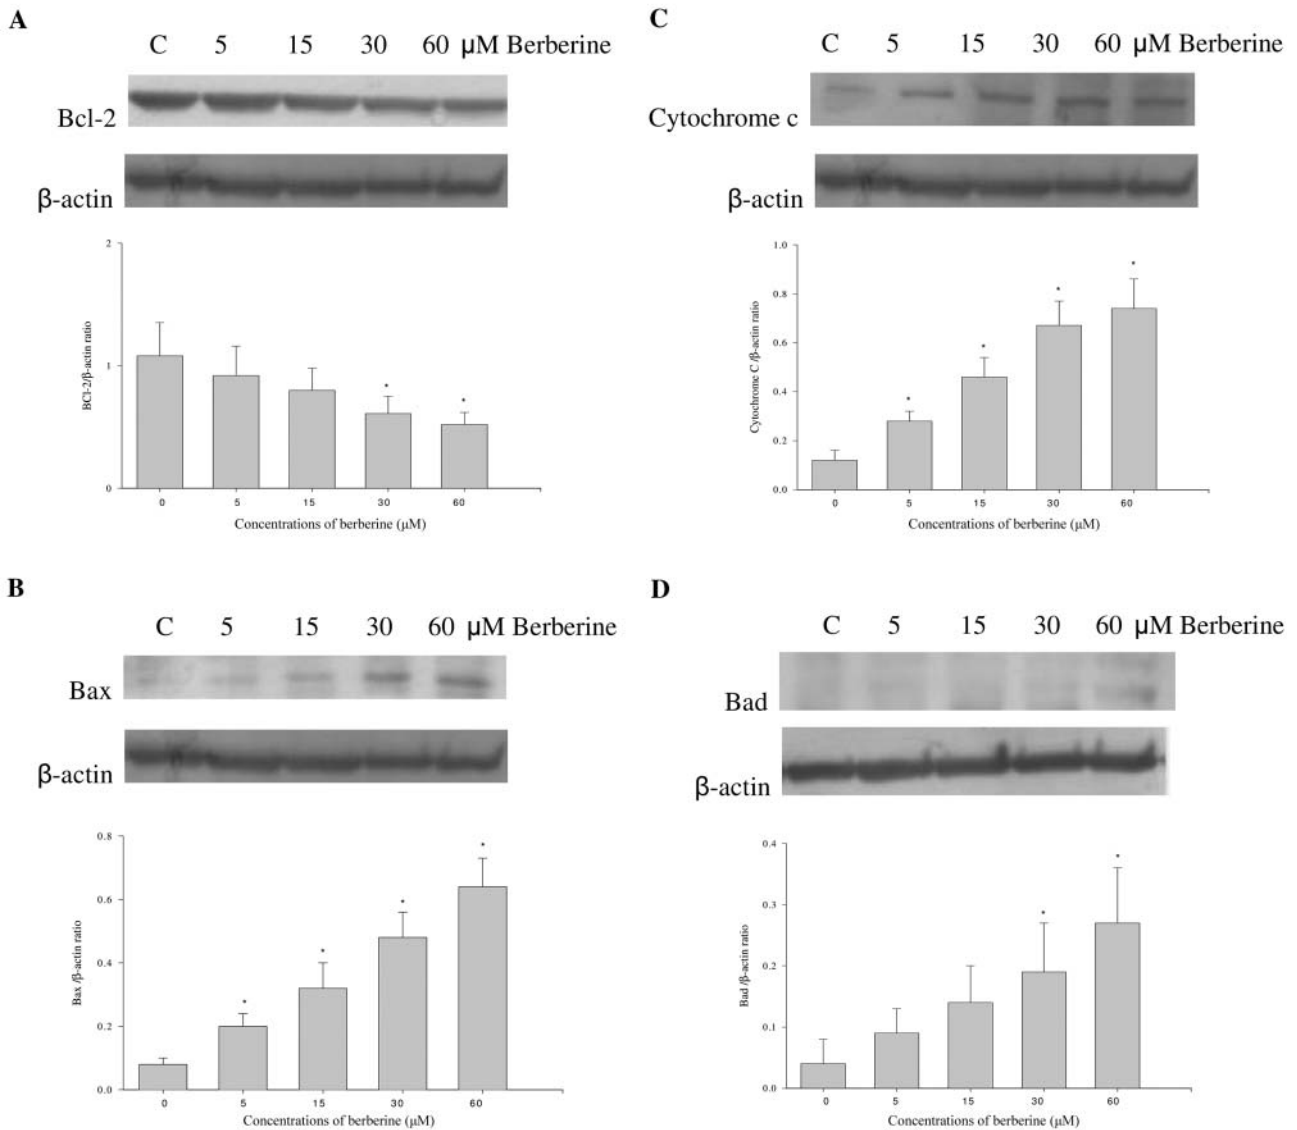 A
C 5 15 30 60 μM Berberine
Bcl-2
β-actin
2
1
0
BCl-2/β-actin ratio
* *
0 5 15 30 60
Concentrations of berberine (μM)
C
C 5 15 30 60 μM Berberine
Cytochrome c
β-actin
1.0
0.8
0.6
0.4
0.2
0.0
Cytochrome C /β-actin ratio
* * * *
0 5 15 30 60
Concentrations of berberine (μM)
B
C 5 15 30 60 μM Berberine
Bax
β-actin
0.8
0.6
0.4
0.2
0.0
Bax /β-actin ratio
* * * *
0 5 15 30 60
Concentrations of berberine (μM)
D
C 5 15 30 60 μM Berberine
Bad
β-actin
0.4
0.3
0.2
0.1
0.0
Bad /β-actin ratio
* *
0 5 15 30 60
Concentrations of berberine (μM)